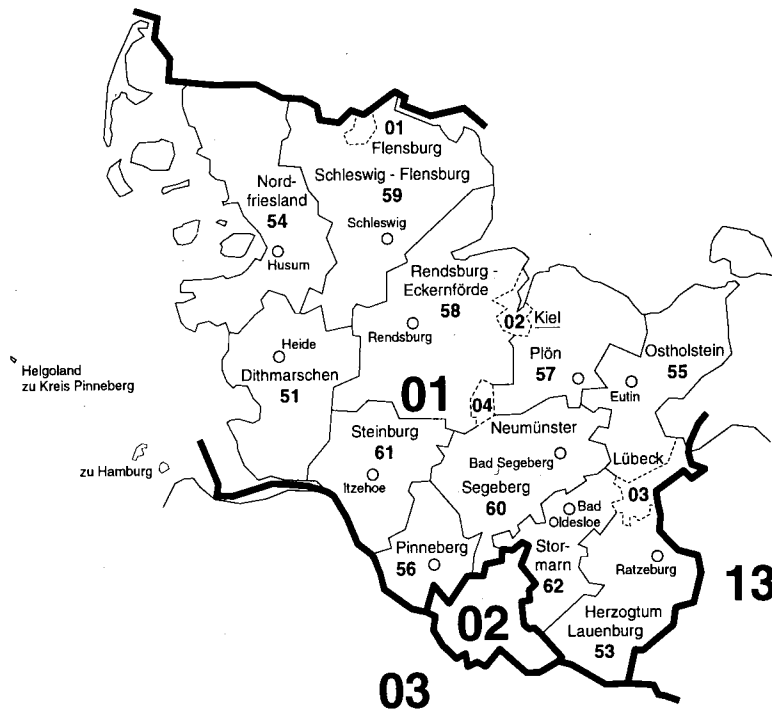 01
Flensburg
Schleswig - Flensburg
59
Nord-
friesland
54
Schleswig
Husum
Rendsburg -
Eckernförde
58
02
Kiel
Rendsburg
Heide
Dithmarschen
51
Plön
57
Ostholstein
55
Eutin
Helgoland
zu Kreis Pinneberg
01
04
Steinburg
61
Neumünster
Bad Segeberg
Lübeck
zu Hamburg
Itzehoe
Segeberg
60
03
Bad
Oldesloe
Pinneberg
56
Stor-
marn
62
Ratzeburg
13
02
Herzogtum
Lauenburg
53
03